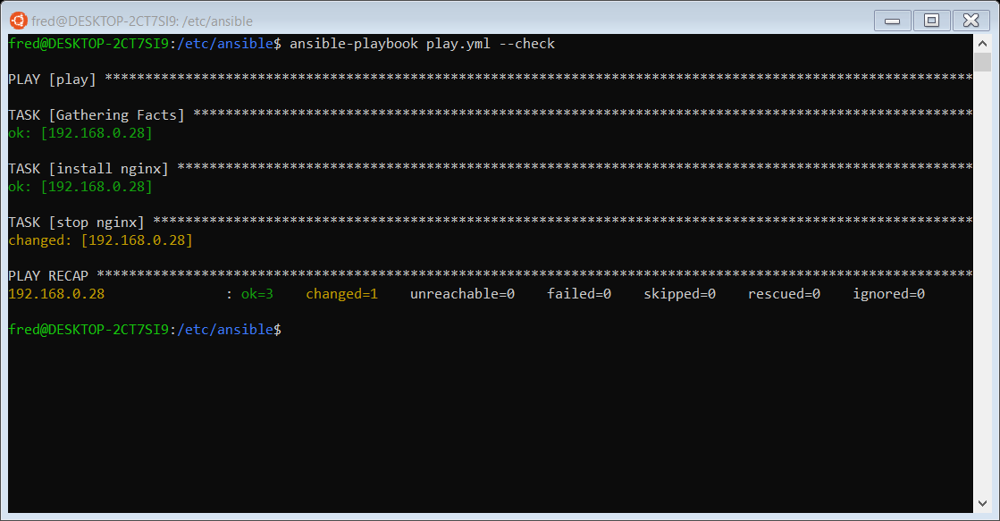 fred@DESKTOP-2CT7SI9: /etc/ansible
fred@DESKTOP-2CT7SI9:/etc/ansible$ ansible-playbook play.yml --check
PLAY [play] ************************************************************************************************************
TASK [Gathering Facts] *************************************************************************************************
ok: [192.168.0.28]
TASK [install nginx] ***************************************************************************************************
ok: [192.168.0.28]
TASK [stop nginx] ******************************************************************************************************
changed: [192.168.0.28]
PLAY RECAP *************************************************************************************************************
192.168.0.28               : ok=3    changed=1    unreachable=0    failed=0    skipped=0    rescued=0    ignored=0
fred@DESKTOP-2CT7SI9:/etc/ansible$